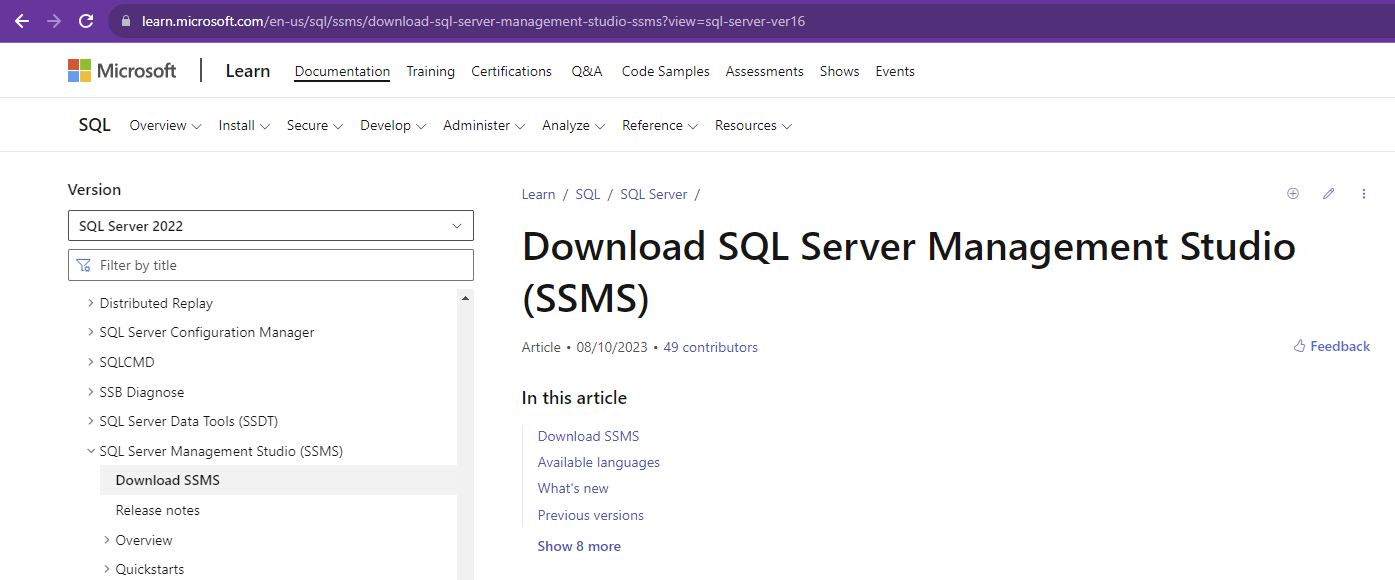 learn.microsoft.com/en-us/sql/ssms/download-sql-server-management-studio-ssms?view=sql-server-ver16
Microsoft Learn Documentation Training Certifications Q&A Code Samples Assessments Shows Events
SQL Overview Install Secure Develop Administer Analyze Reference Resources
Version
SQL Server 2022
Filter by title
Distributed Replay
SQL Server Configuration Manager
SQLCMD
SSB Diagnose
SQL Server Data Tools (SSDT)
SQL Server Management Studio (SSMS)
Download SSMS
Release notes
Overview
Quickstarts
Learn / SQL / SQL Server /
Download SQL Server Management Studio
(SSMS)
Article • 08/10/2023 • 49 contributors
Feedback
In this article
Download SSMS
Available languages
What's new
Previous versions
Show 8 more